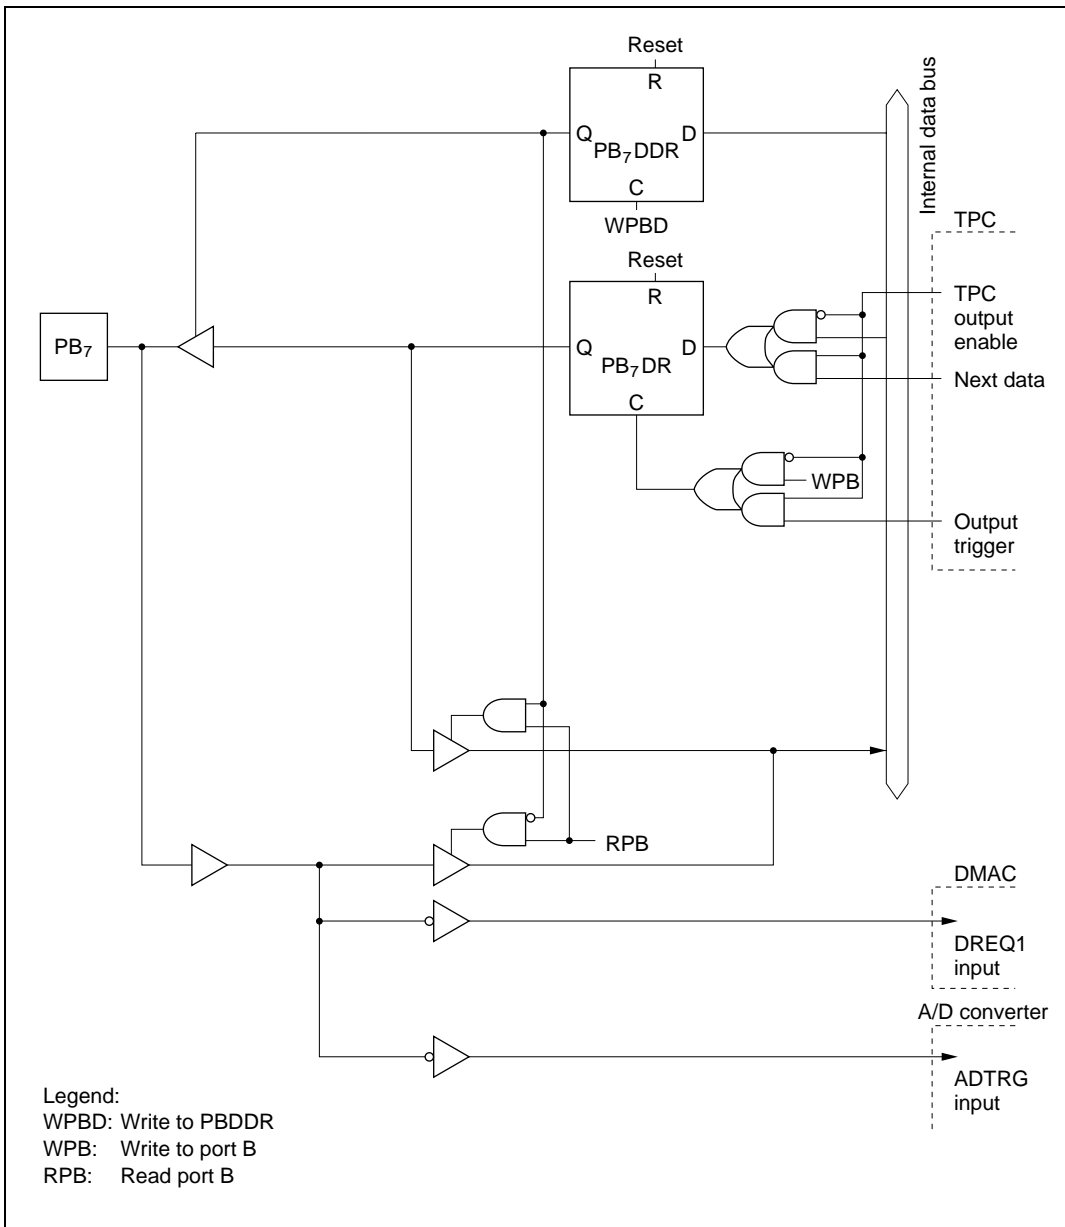 Reset
R
Internal data bus
Q
D
PB₇DDR
C
WPBD
TPC
Reset
R
TPC
output
enable
PB₇
Q
D
PB₇DR
Next data
C
WPB
Output
trigger
RPB
DMAC
DREQ1
input
A/D converter
ADTRG
input
Legend:
WPBD: Write to PBDDR
WPB: Write to port B
RPB: Read port B